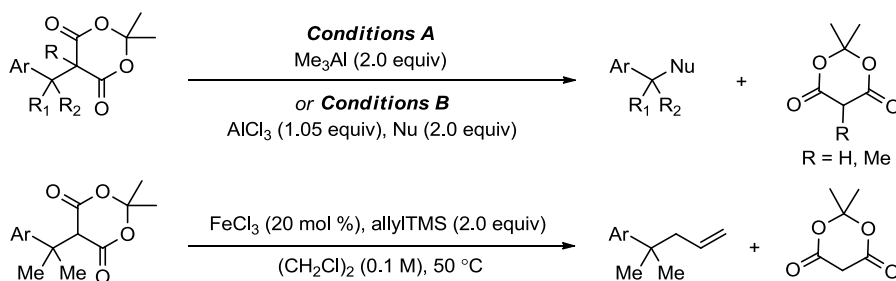 O
O
R
O
Ar
O
R1 R2
O
Conditions A
Me3Al (2.0 equiv)
or Conditions B
AlCl3 (1.05 equiv), Nu (2.0 equiv)
Ar Nu
R1 R2
+
O O
O O
R
R = H, Me
O
O
O
Ar
Me Me
O
FeCl3 (20 mol %), allylTMS (2.0 equiv)
(CH2Cl)2 (0.1 M), 50 °C
Ar
Me Me
+
O O
O O